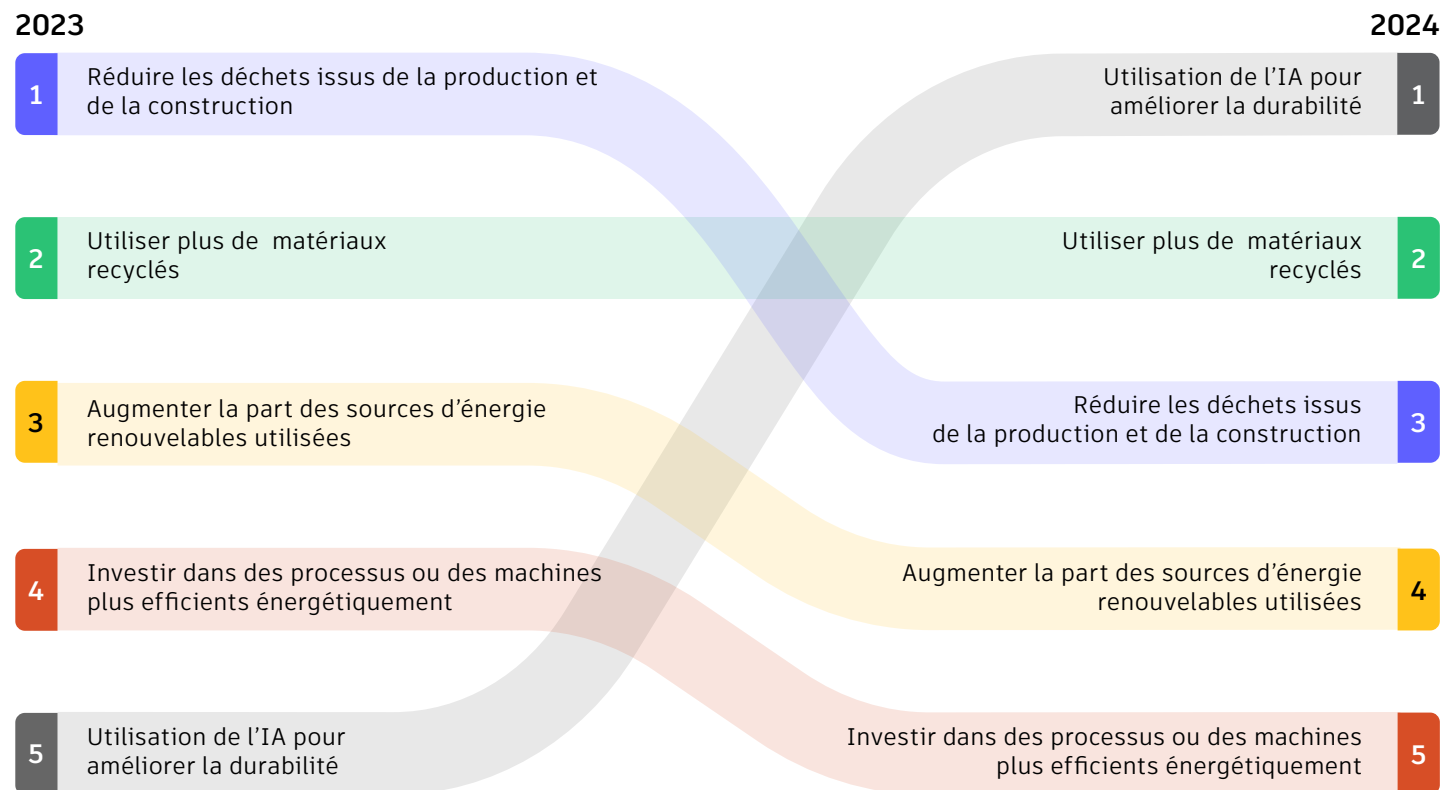 2023
1
Réduire les déchets issus de la production et
de la construction
2
Utiliser plus de  matériaux
recyclés
3
Augmenter la part des sources d’énergie
renouvelables utilisées
4
Investir dans des processus ou des machines
plus efficients énergétiquement
5
Utilisation de l’IA pour
améliorer la durabilité
2024
Utilisation de l’IA pour
améliorer la durabilité
1
Utiliser plus de  matériaux
recyclés
2
Réduire les déchets issus
de la production et de la construction
3
Augmenter la part des sources d’énergie
renouvelables utilisées
4
Investir dans des processus ou des machines
plus efficients énergétiquement
5